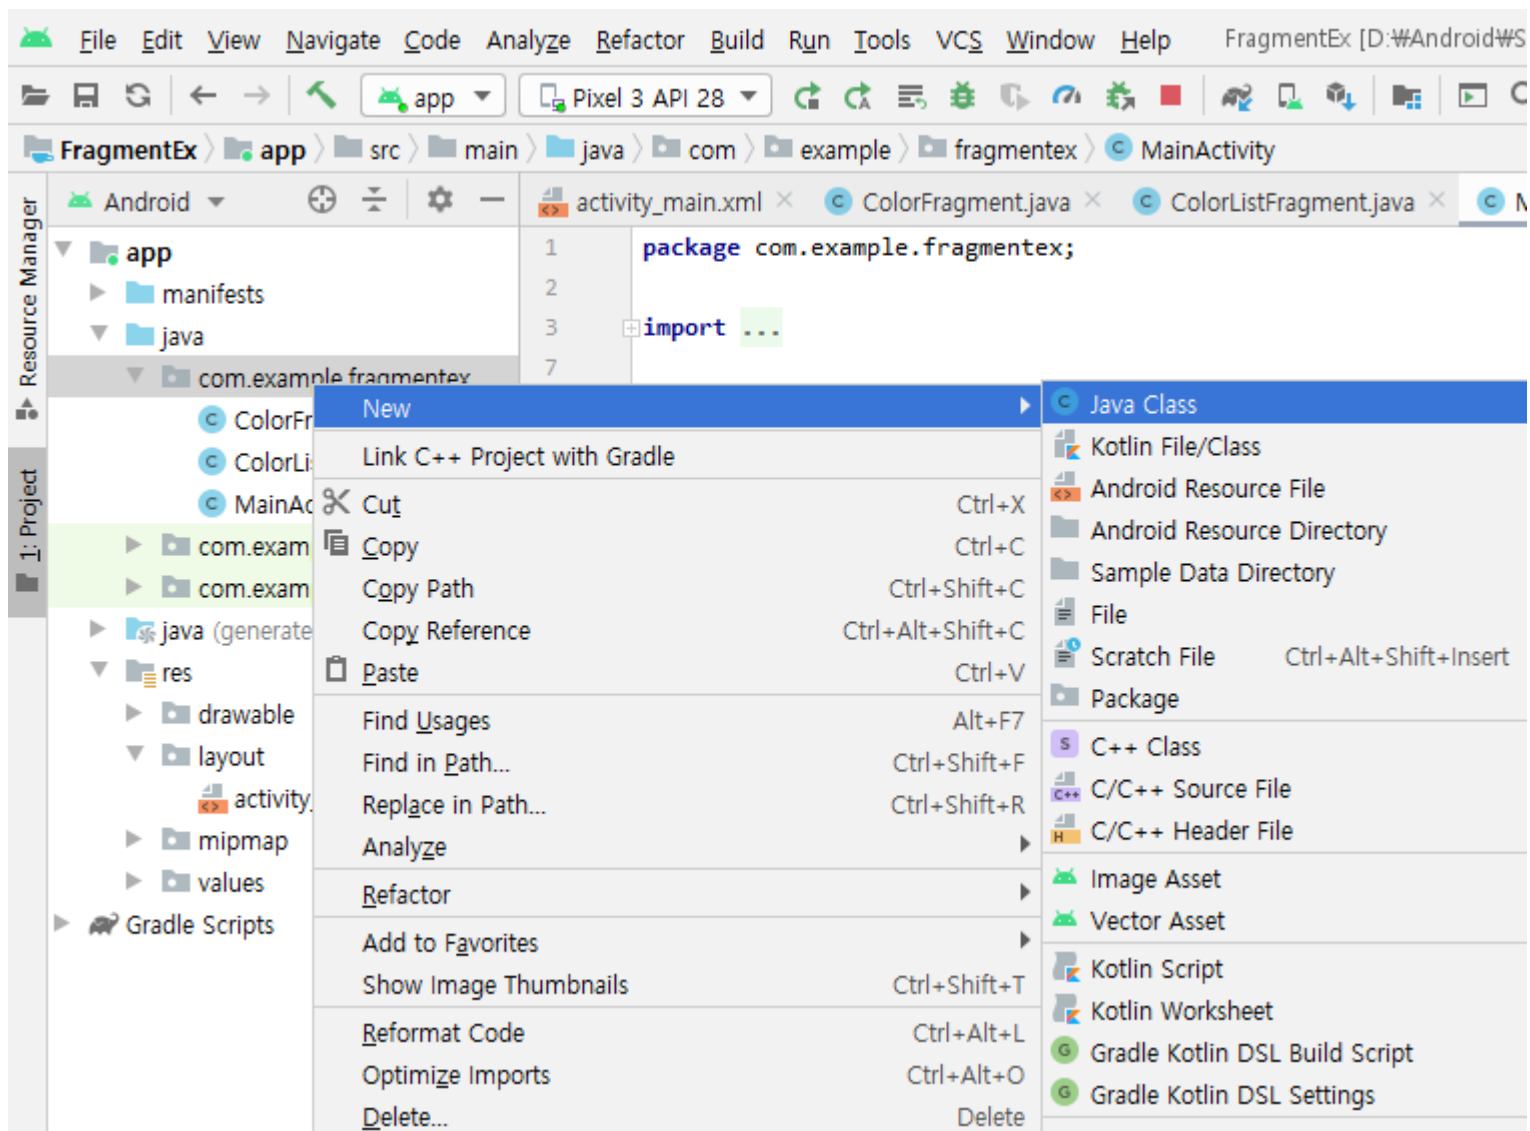 File Edit View Navigate Code Analyze Refactor Build Run Tools VCS Window Help FragmentEx [D:₩Android₩S
app Pixel 3 API 28
FragmentEx app src main java com example fragmentex MainActivity
Android activity_main.xml ColorFragment.java ColorListFragment.java M
Resource Manager
1: Project
app
manifests
java
com.example.fragmentex
ColorFr
ColorLi
MainAc
com.exam
com.exam
java (generate
res
drawable
layout
activity_
mipmap
values
Gradle Scripts
1 package com.example.fragmentex;
2
3 import ...
7
New
Link C++ Project with Gradle
Cut Ctrl+X
Copy Ctrl+C
Copy Path Ctrl+Shift+C
Copy Reference Ctrl+Alt+Shift+C
Paste Ctrl+V
Find Usages Alt+F7
Find in Path... Ctrl+Shift+F
Replace in Path... Ctrl+Shift+R
Analyze
Refactor
Add to Favorites
Show Image Thumbnails Ctrl+Shift+T
Reformat Code Ctrl+Alt+L
Optimize Imports Ctrl+Alt+O
Delete... Delete
Java Class
Kotlin File/Class
Android Resource File
Android Resource Directory
Sample Data Directory
File
Scratch File Ctrl+Alt+Shift+Insert
Package
C++ Class
C/C++ Source File
C/C++ Header File
Image Asset
Vector Asset
Kotlin Script
Kotlin Worksheet
Gradle Kotlin DSL Build Script
Gradle Kotlin DSL Settings